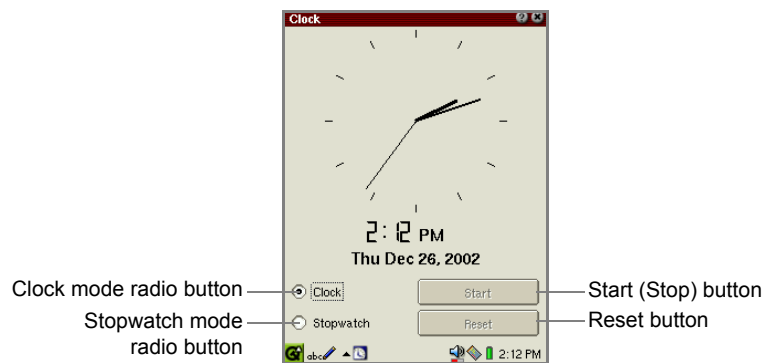 Clock
2:12 PM
Thu Dec 26, 2002
Clock mode radio button
Clock
Start
Start (Stop) button
Stopwatch mode
radio button
Stopwatch
Reset
Reset button
abc
2:12 PM